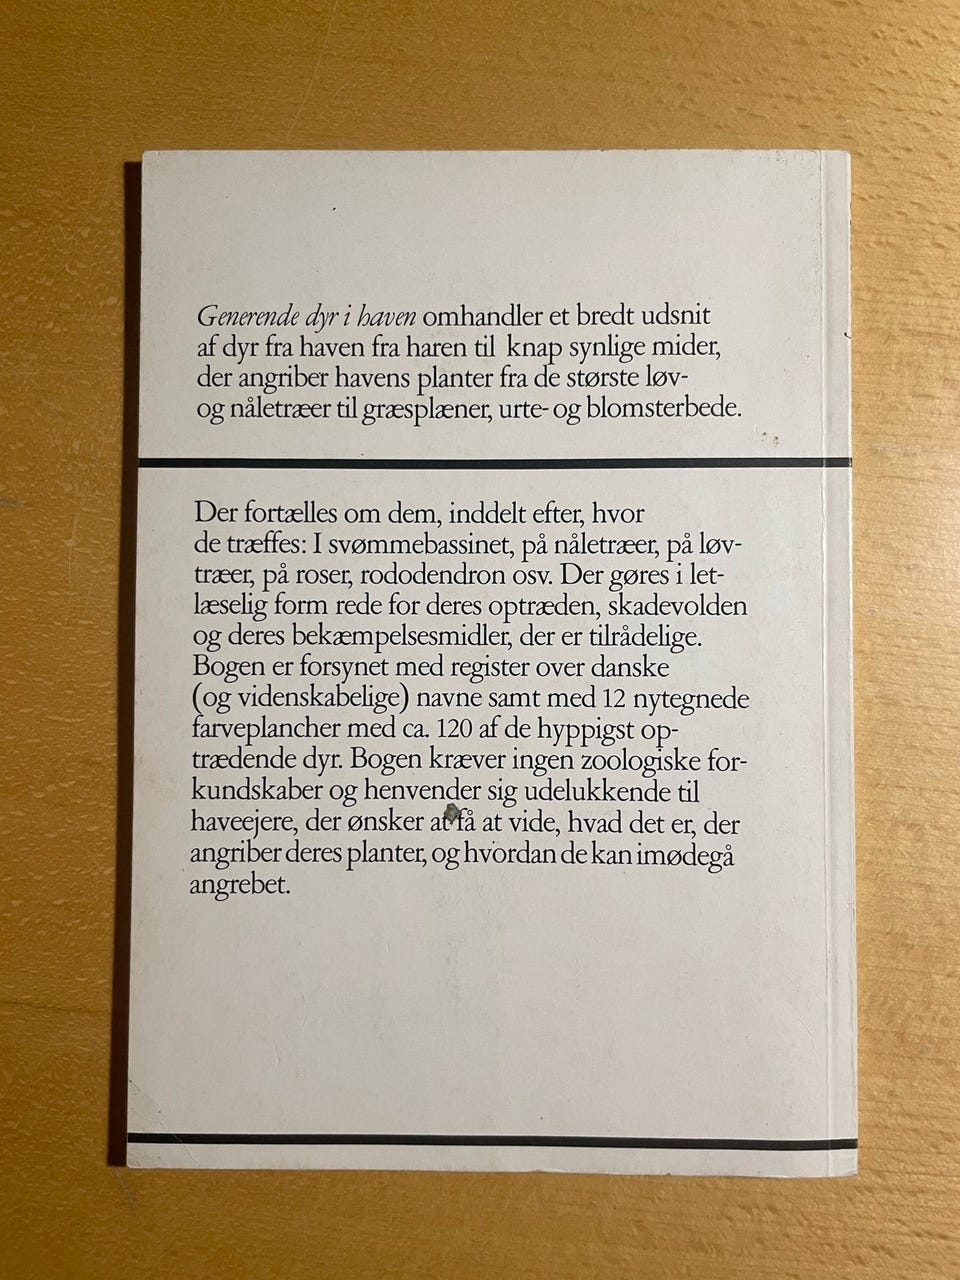 Generende dyr i haven omhandler et bredt udsnit
af dyr fra haven fra haren til knap synlige mider,
der angriber havens planter fra de største løv-
og nåletræer til græsplæner, urte- og blomsterbede.
Der fortælles om dem, inddelt efter, hvor
de træffes: I svømmebassinet, på nåletræer, på løv-
træer, på roser, rododendron osv. Der gøres i let-
læselig form rede for deres optræden, skadevolden
og deres bekæmpelsesmidler, der er tilrådelige.
Bogen er forsynet med register over danske
(og videnskabelige) navne samt med 12 nytegnede
farveplancher med ca. 120 af de hyppigst op-
trædende dyr. Bogen kræver ingen zoologiske for-
kundskaber og henvender sig udelukkende til
haveejere, der ønsker at få at vide, hvad det er, der
angriber deres planter, og hvordan de kan imødegå
angrebet.